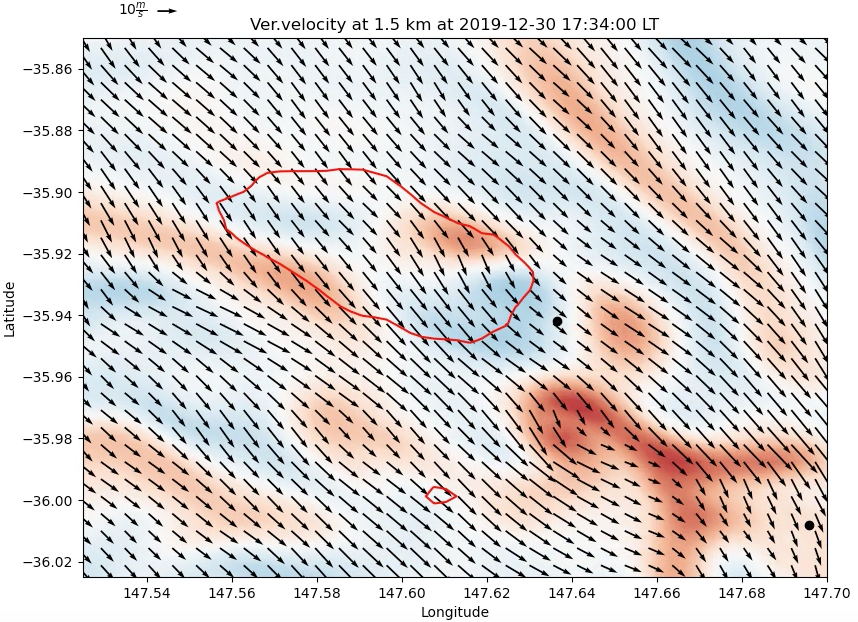 10 m/s
Ver.velocity at 1.5 km at 2019-12-30 17:34:00 LT
−35.86
−35.88
−35.90
−35.92
−35.94
−35.96
−35.98
−36.00
−36.02
Latitude
147.54 147.56 147.58 147.60 147.62 147.64 147.66 147.68 147.70
Longitude